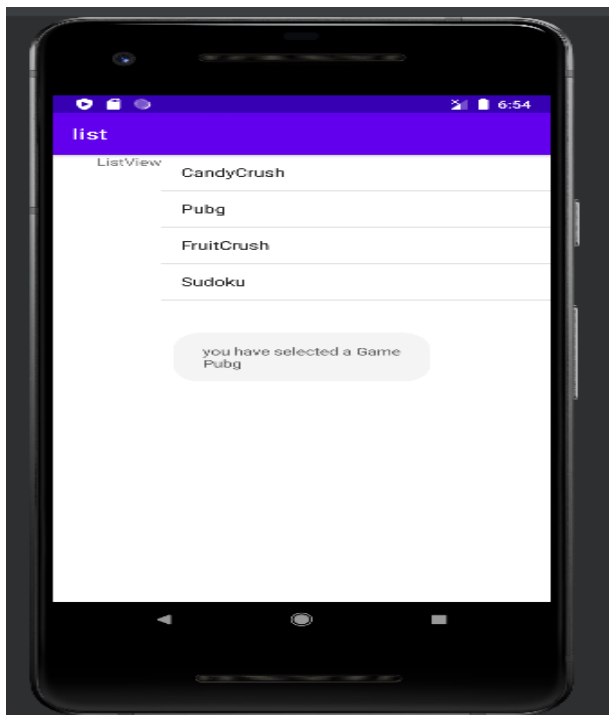 6:54
list
ListView
CandyCrush
Pubg
FruitCrush
Sudoku
you have selected a Game
Pubg